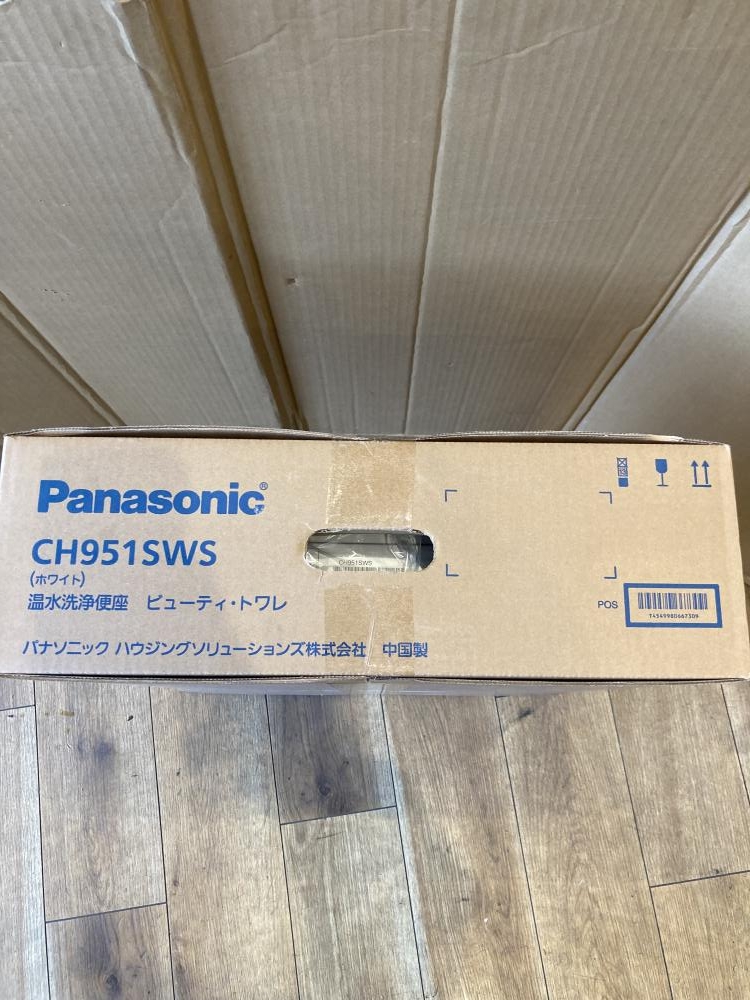 Panasonic®
CH951SWS
CH951SWS
(ホワイト)
温水洗浄便座 ビューティ・トワレ
POS
T4549980667309
パナソニック ハウジングソリューションズ株式会社 中国製